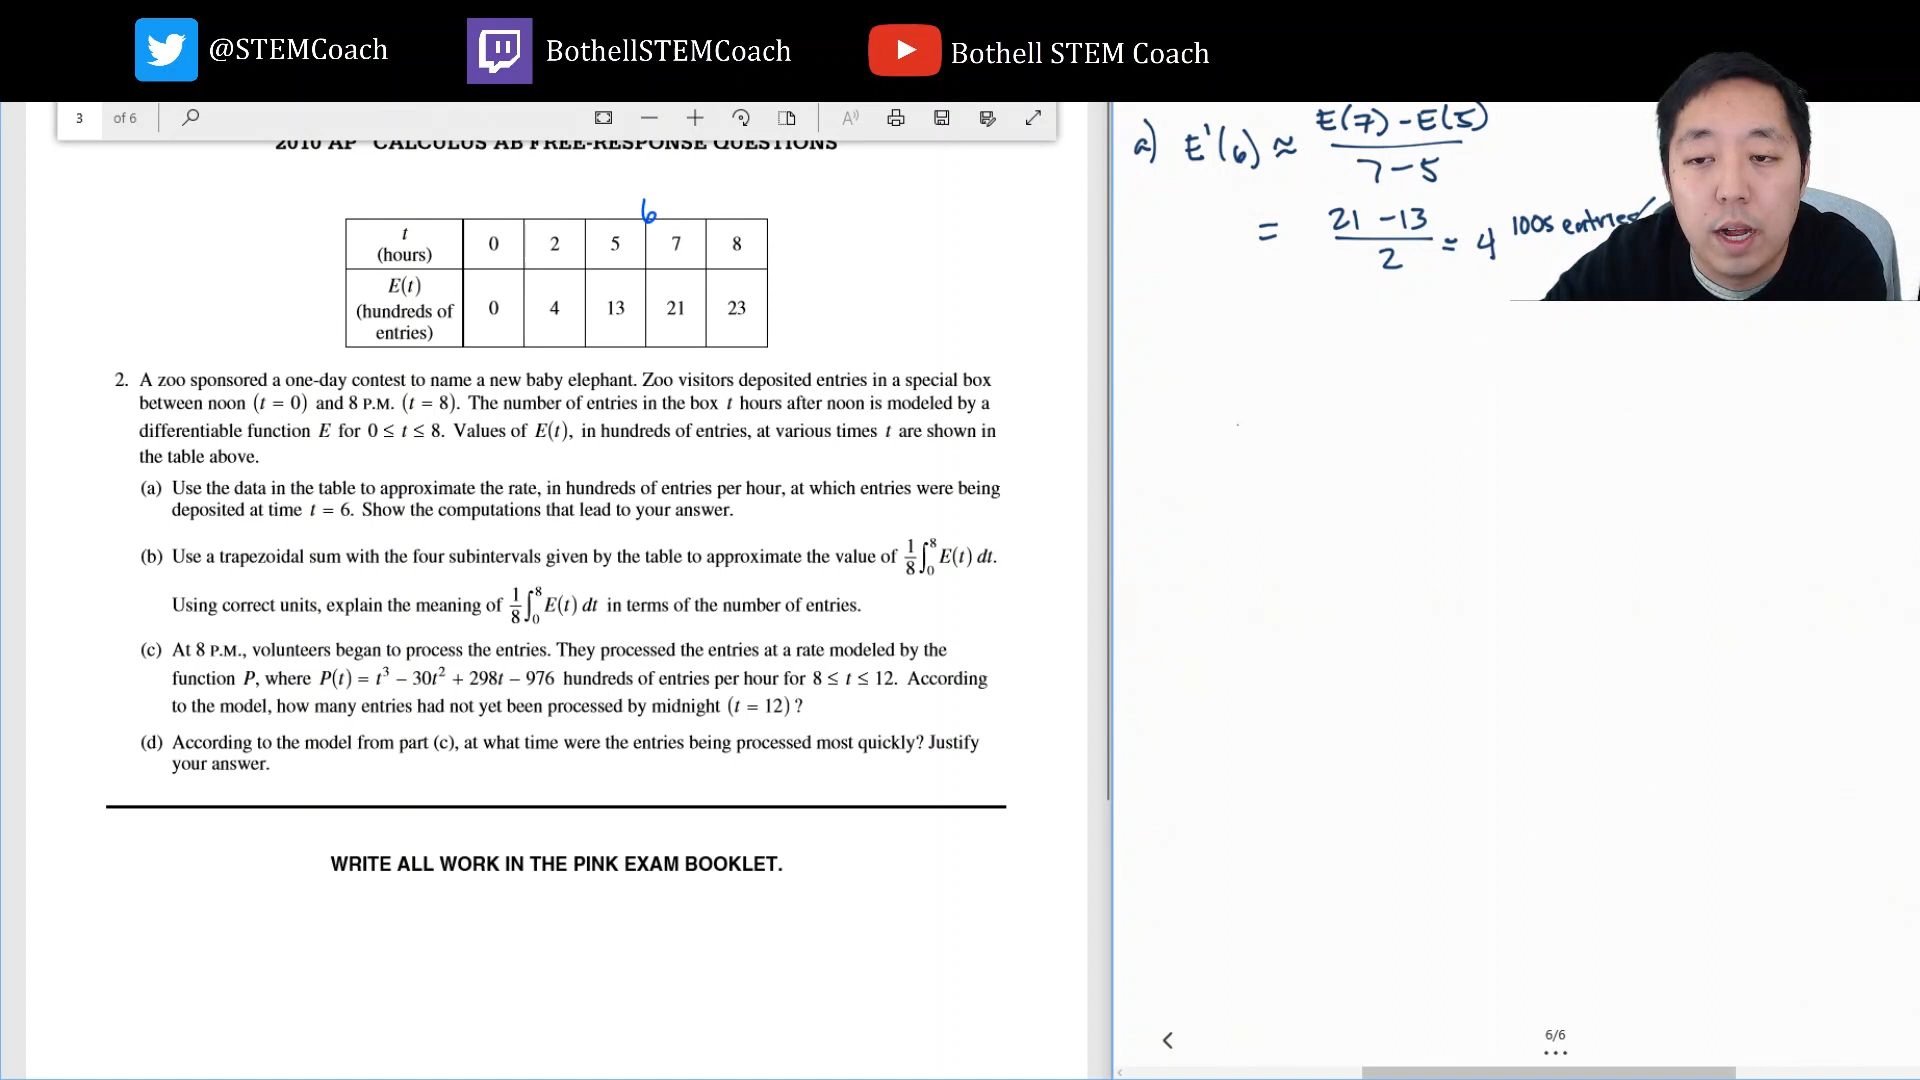 @STEMCoach BothellSTEMCoach Bothell STEM Coach
3 of 6
2010 AP CALCULUS AB FREE-RESPONSE QUESTIONS
6
t (hours) 0 2 5 7 8
E(t) (hundreds of entries) 0 4 13 21 23
2. A zoo sponsored a one-day contest to name a new baby elephant. Zoo visitors deposited entries in a special box
between noon (t = 0) and 8 P.M. (t = 8). The number of entries in the box t hours after noon is modeled by a
differentiable function E for 0 ≤ t ≤ 8. Values of E(t), in hundreds of entries, at various times t are shown in
the table above.
(a) Use the data in the table to approximate the rate, in hundreds of entries per hour, at which entries were being
deposited at time t = 6. Show the computations that lead to your answer.
(b) Use a trapezoidal sum with the four subintervals given by the table to approximate the value of 1/8 ∫₀⁸ E(t) dt.
Using correct units, explain the meaning of 1/8 ∫₀⁸ E(t) dt in terms of the number of entries.
(c) At 8 P.M., volunteers began to process the entries. They processed the entries at a rate modeled by the
function P, where P(t) = t³ − 30t² + 298t − 976 hundreds of entries per hour for 8 ≤ t ≤ 12. According
to the model, how many entries had not yet been processed by midnight (t = 12)?
(d) According to the model from part (c), at what time were the entries being processed most quickly? Justify
your answer.
WRITE ALL WORK IN THE PINK EXAM BOOKLET.
a) E'(6) ≈ E(7) - E(5) / 7 - 5
= 21 - 13 / 2 = 4 100s entries/
6/6